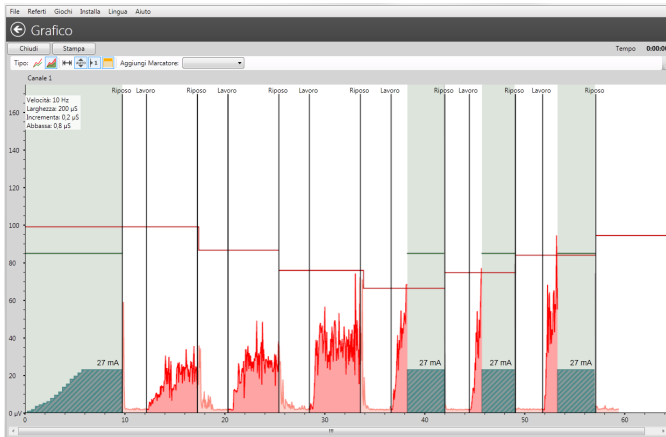 File Referti Giochi Installa Lingua Aiuto
Grafico
Chiudi Stampa Tempo 0:00:00
Tipo: Aggiungi Marcatore:
Canale 1
Riposo Lavoro Riposo Lavoro Riposo Lavoro Riposo Lavoro Riposo Lavoro Riposo Lavoro Riposo
Velocità: 10 Hz
Larghezza: 200 µS
Incrementa: 0,2 µS
Abbassa: 0,8 µS
160
140
120
100
80
60
40
27 mA 27 mA 27 mA 27 mA
20
0 µV
0 10 20 30 40 50 60